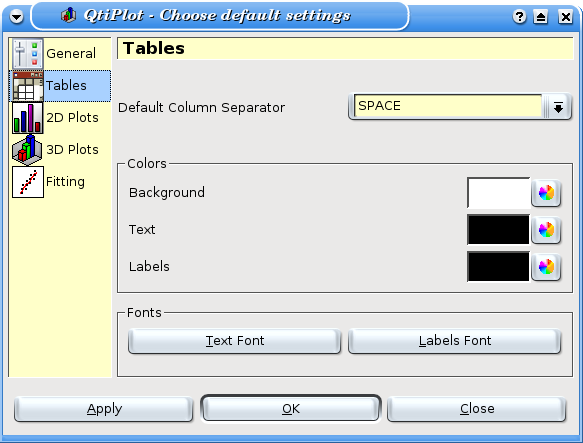 QtiPlot - Choose default settings
General
Tables
2D Plots
3D Plots
Fitting
Tables
Default Column Separator
SPACE
Colors
Background
Text
Labels
Fonts
Text Font
Labels Font
Apply
OK
Close